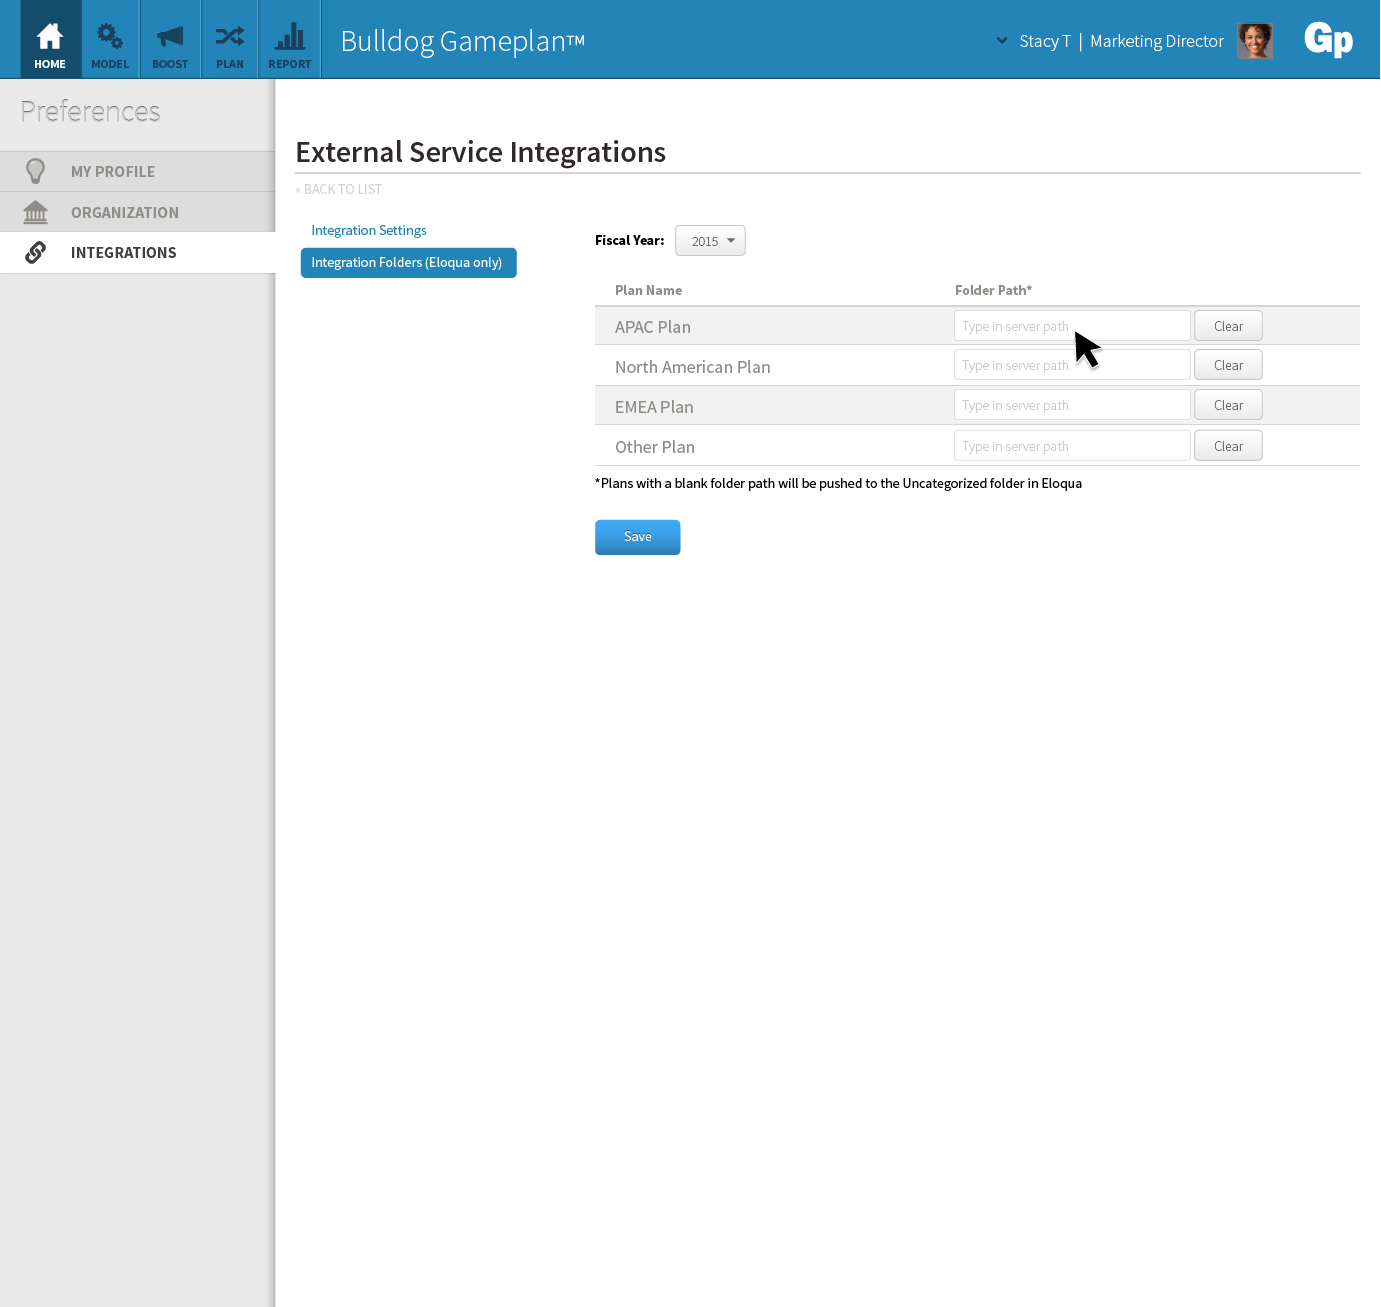 HOME
MODEL
BOOST
PLAN
REPORT
Bulldog Gameplan™
Stacy T | Marketing Director
Gp
Preferences
MY PROFILE
ORGANIZATION
INTEGRATIONS
External Service Integrations
« BACK TO LIST
Integration Settings
Integration Folders (Eloqua only)
Fiscal Year: 2015
Plan Name Folder Path*
APAC Plan Type in server path Clear
North American Plan Type in server path Clear
EMEA Plan Type in server path Clear
Other Plan Type in server path Clear
*Plans with a blank folder path will be pushed to the Uncategorized folder in Eloqua
Save